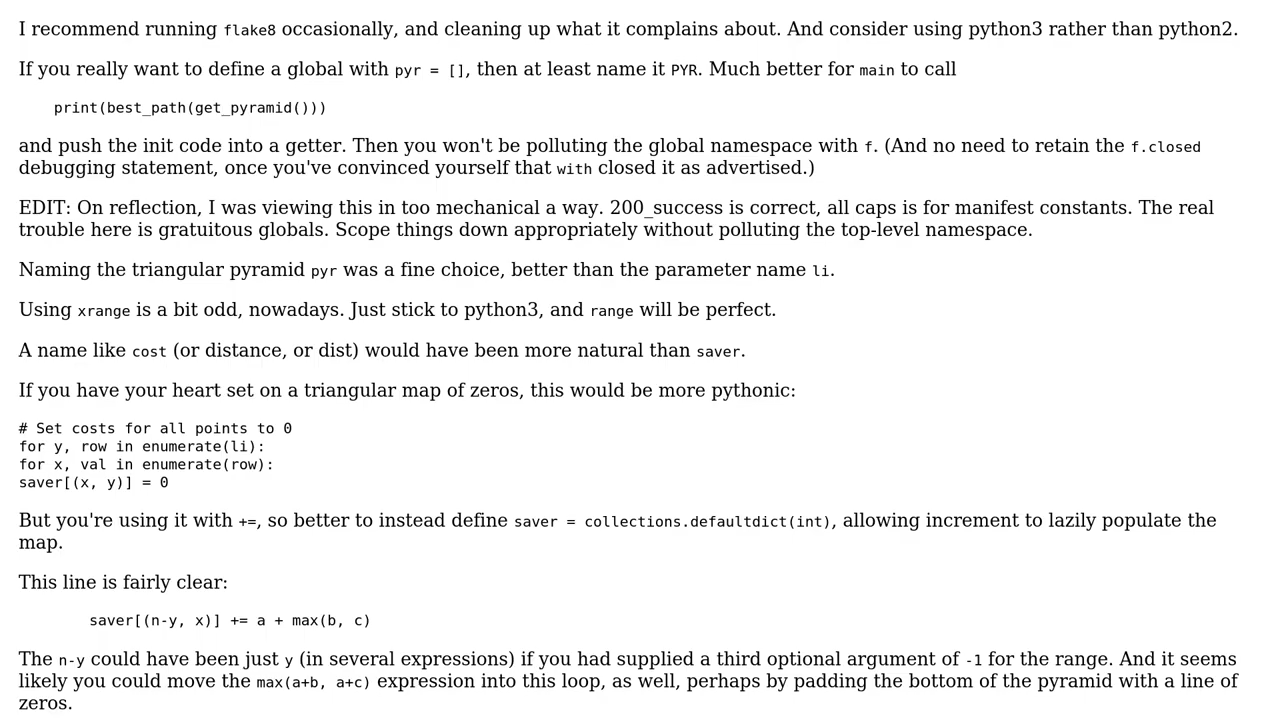 I recommend running flake8 occasionally, and cleaning up what it complains about. And consider using python3 rather than python2.
If you really want to define a global with pyr = [], then at least name it PYR. Much better for main to call
print(best_path(get_pyramid()))
and push the init code into a getter. Then you won't be polluting the global namespace with f. (And no need to retain the f.closed
debugging statement, once you've convinced yourself that with closed it as advertised.)
EDIT: On reflection, I was viewing this in too mechanical a way. 200_success is correct, all caps is for manifest constants. The real
trouble here is gratuitous globals. Scope things down appropriately without polluting the top-level namespace.
Naming the triangular pyramid pyr was a fine choice, better than the parameter name li.
Using xrange is a bit odd, nowadays. Just stick to python3, and range will be perfect.
A name like cost (or distance, or dist) would have been more natural than saver.
If you have your heart set on a triangular map of zeros, this would be more pythonic:
# Set costs for all points to 0
for y, row in enumerate(li):
for x, val in enumerate(row):
saver[(x, y)] = 0
But you're using it with +=, so better to instead define saver = collections.defaultdict(int), allowing increment to lazily populate the
map.
This line is fairly clear:
saver[(n-y, x)] += a + max(b, c)
The n-y could have been just y (in several expressions) if you had supplied a third optional argument of -1 for the range. And it seems
likely you could move the max(a+b, a+c) expression into this loop, as well, perhaps by padding the bottom of the pyramid with a line of
zeros.